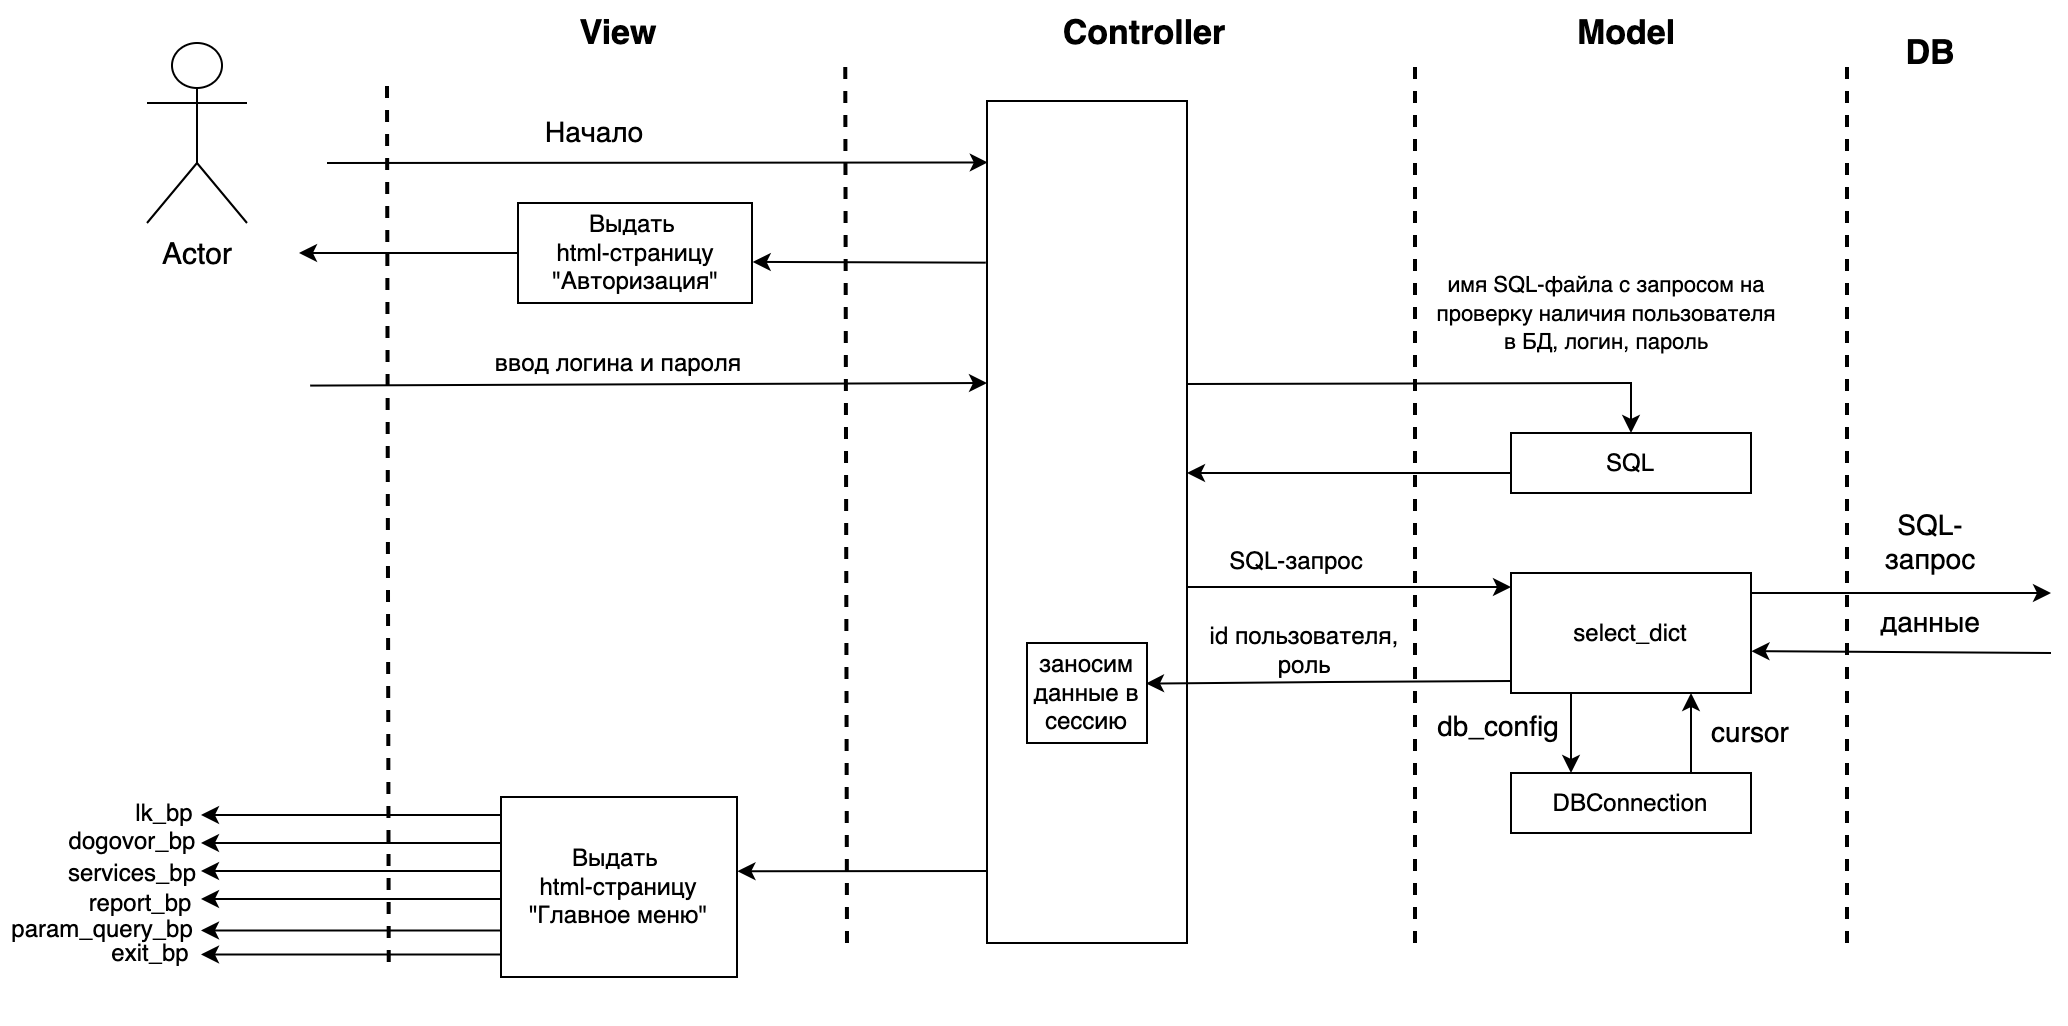 View
Controller
Model
DB
Начало
Actor
Выдать
html-страницу
"Авторизация"
имя SQL-файла с запросом на
проверку наличия пользователя
в БД, логин, пароль
ввод логина и пароля
SQL
SQL-
запрос
SQL-запрос
данные
select_dict
id пользователя,
роль
заносим
данные в
сессию
db_config
cursor
DBConnection
lk_bp
dogovor_bp
services_bp
report_bp
param_query_bp
exit_bp
Выдать
html-страницу
"Главное меню"